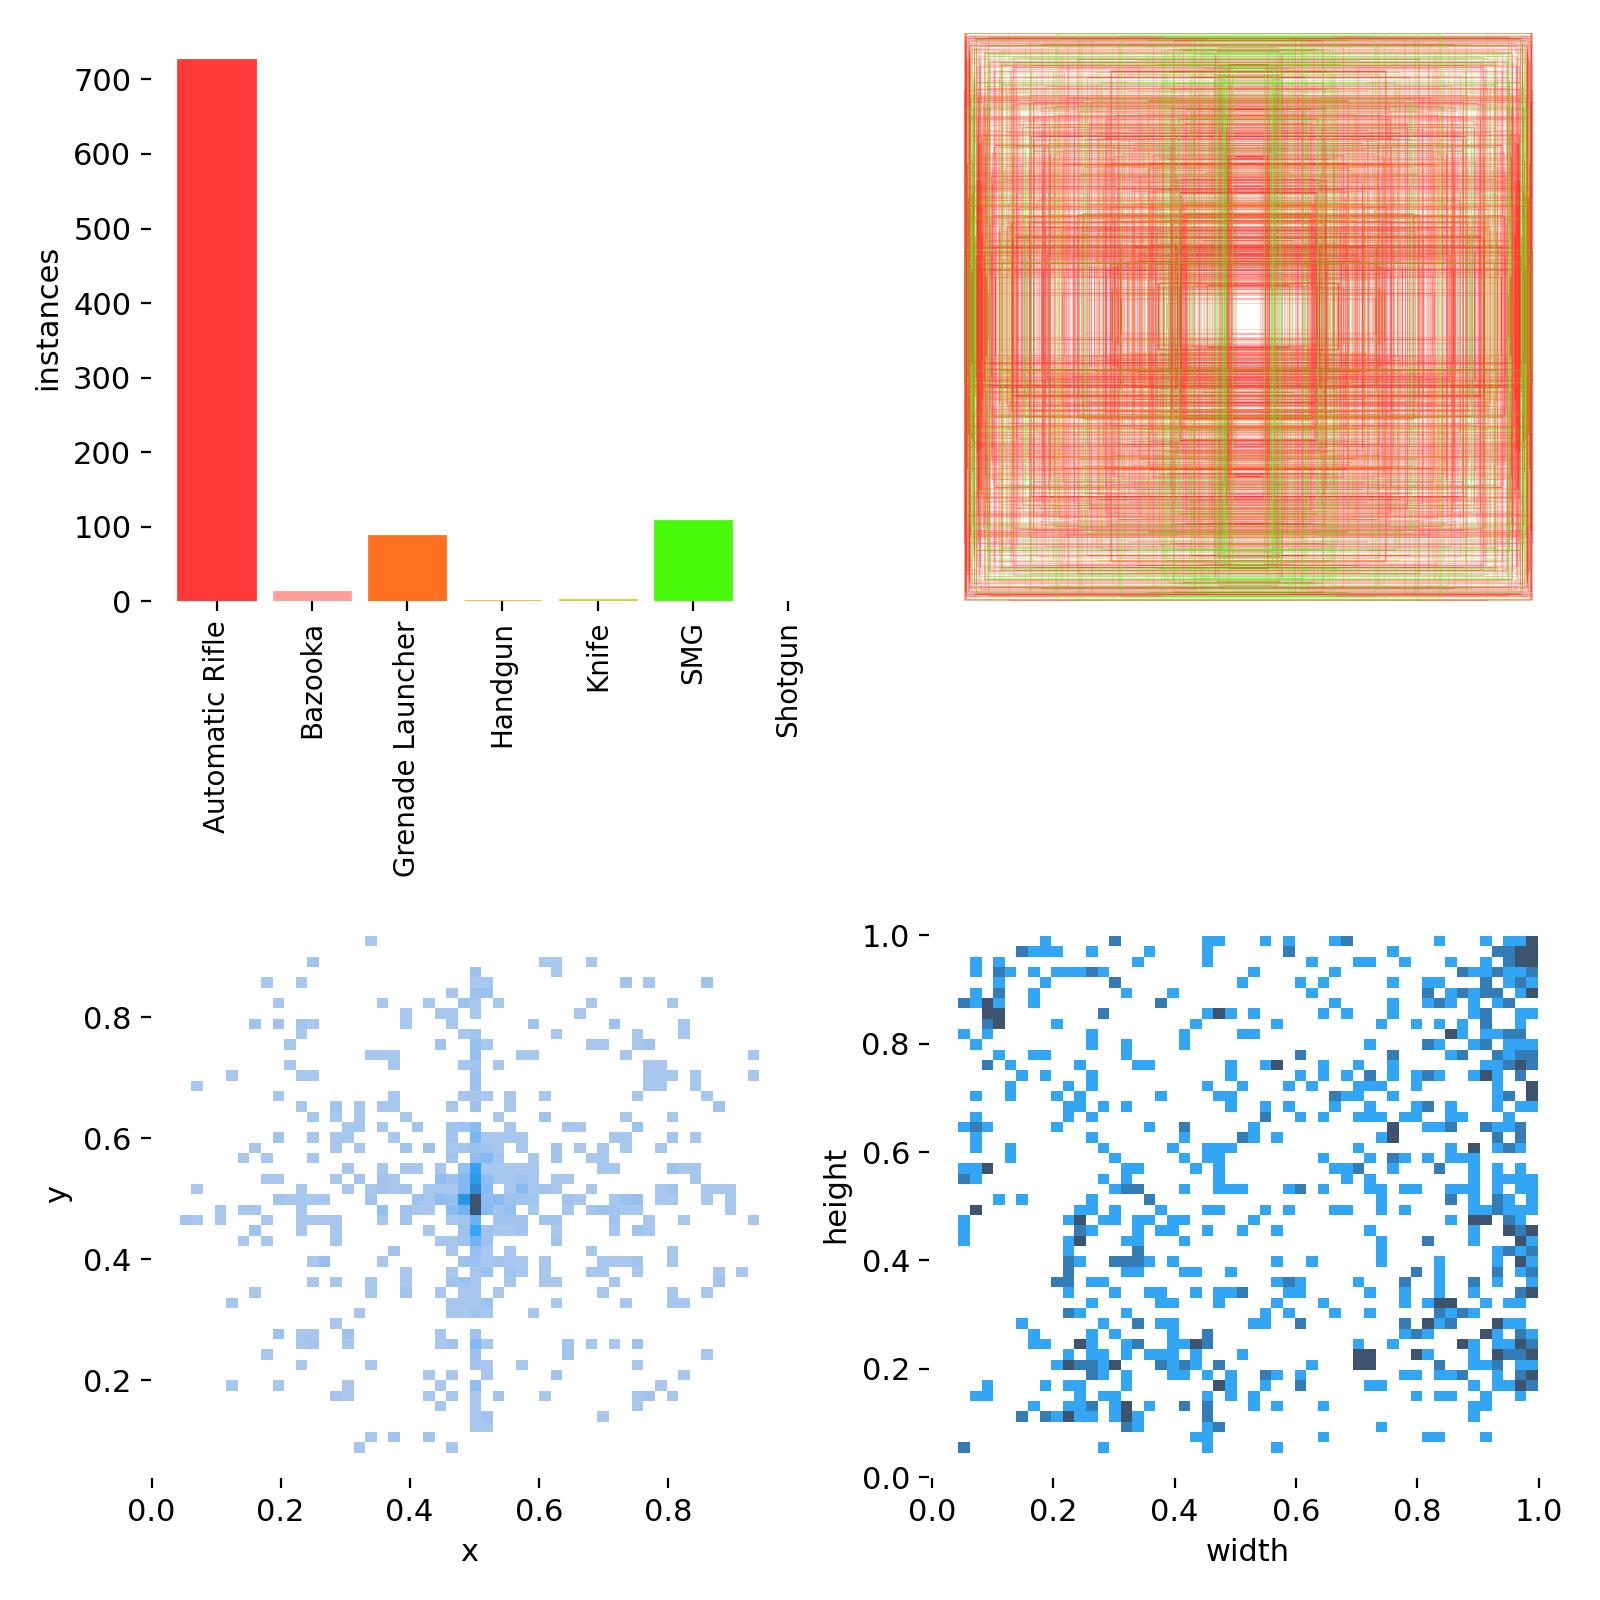 700
600
500
400
300
200
100
0
instances
Automatic Rifle
Bazooka
Grenade Launcher
Handgun
Knife
SMG
Shotgun
0.8
0.6
0.4
0.2
y
0.0 0.2 0.4 0.6 0.8
x
1.0
0.8
0.6
0.4
0.2
0.0
height
0.0 0.2 0.4 0.6 0.8 1.0
width